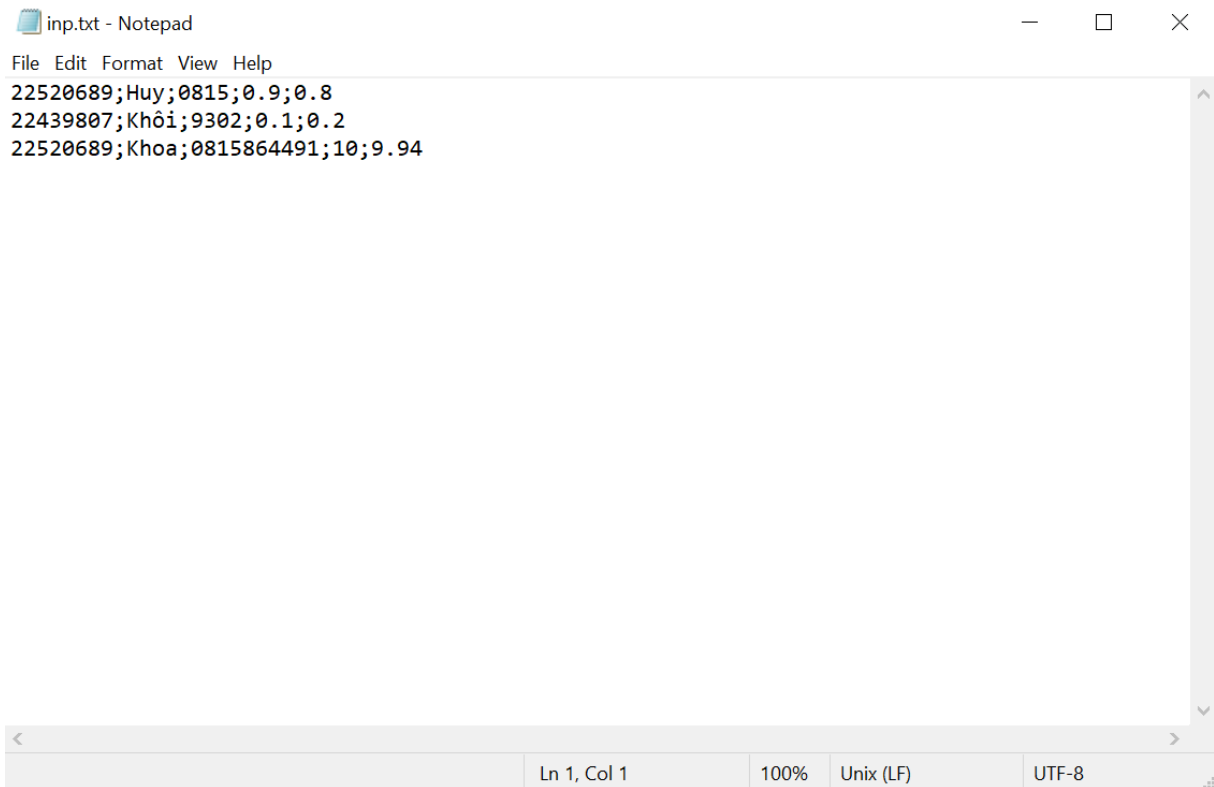 inp.txt - Notepad
File Edit Format View Help
22520689;Huy;0815;0.9;0.8
22439807;Khôi;9302;0.1;0.2
22520689;Khoa;0815864491;10;9.94
Ln 1, Col 1 100% Unix (LF) UTF-8